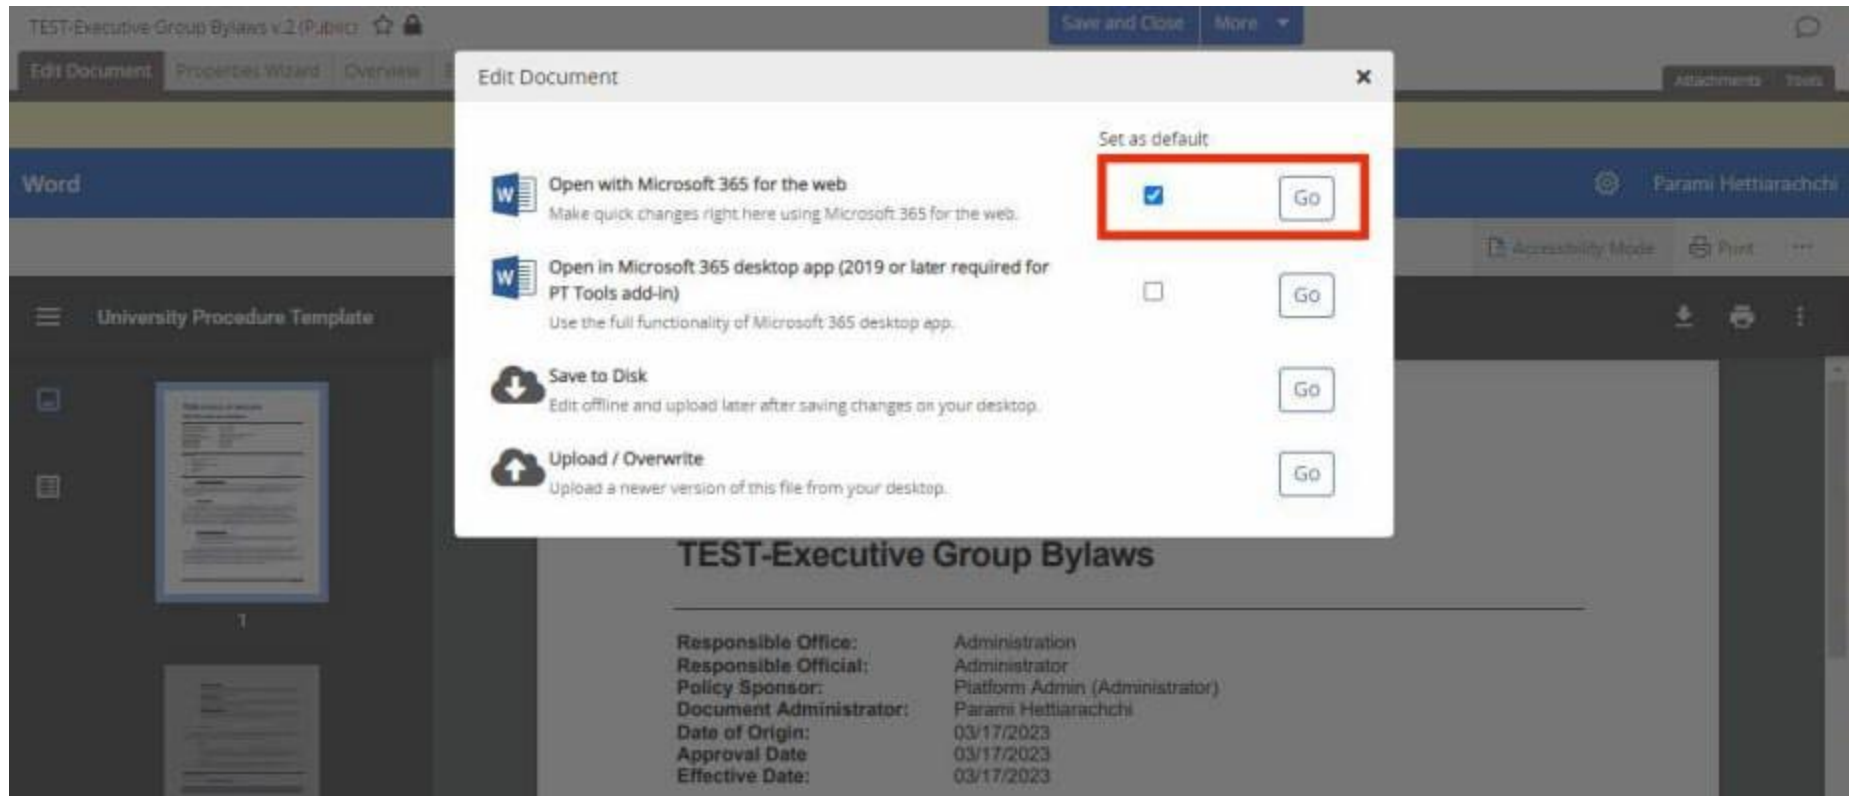 TEST-Executive Group Bylaws v.2 (Public)
Save and Close
More
Edit Document
Properties Wizard
Overview
Edit Document
Attachments
Tools
Set as default
Word
Open with Microsoft 365 for the web
Go
Make quick changes right here using Microsoft 365 for the web.
Parami Hettiarachchi
Open in Microsoft 365 desktop app (2019 or later required for
PT Tools add-in)
Go
Use the full functionality of Microsoft 365 desktop app.
Accessibility Mode
Print
University Procedure Template
Save to Disk
Go
Edit offline and upload later after saving changes on your desktop.
Upload / Overwrite
Go
Upload a newer version of this file from your desktop.
TEST-Executive Group Bylaws
1
Responsible Office: Administration
Responsible Official: Administrator
Policy Sponsor: Platform Admin (Administrator)
Document Administrator: Parami Hettiarachchi
Date of Origin: 03/17/2023
Approval Date 03/17/2023
Effective Date: 03/17/2023